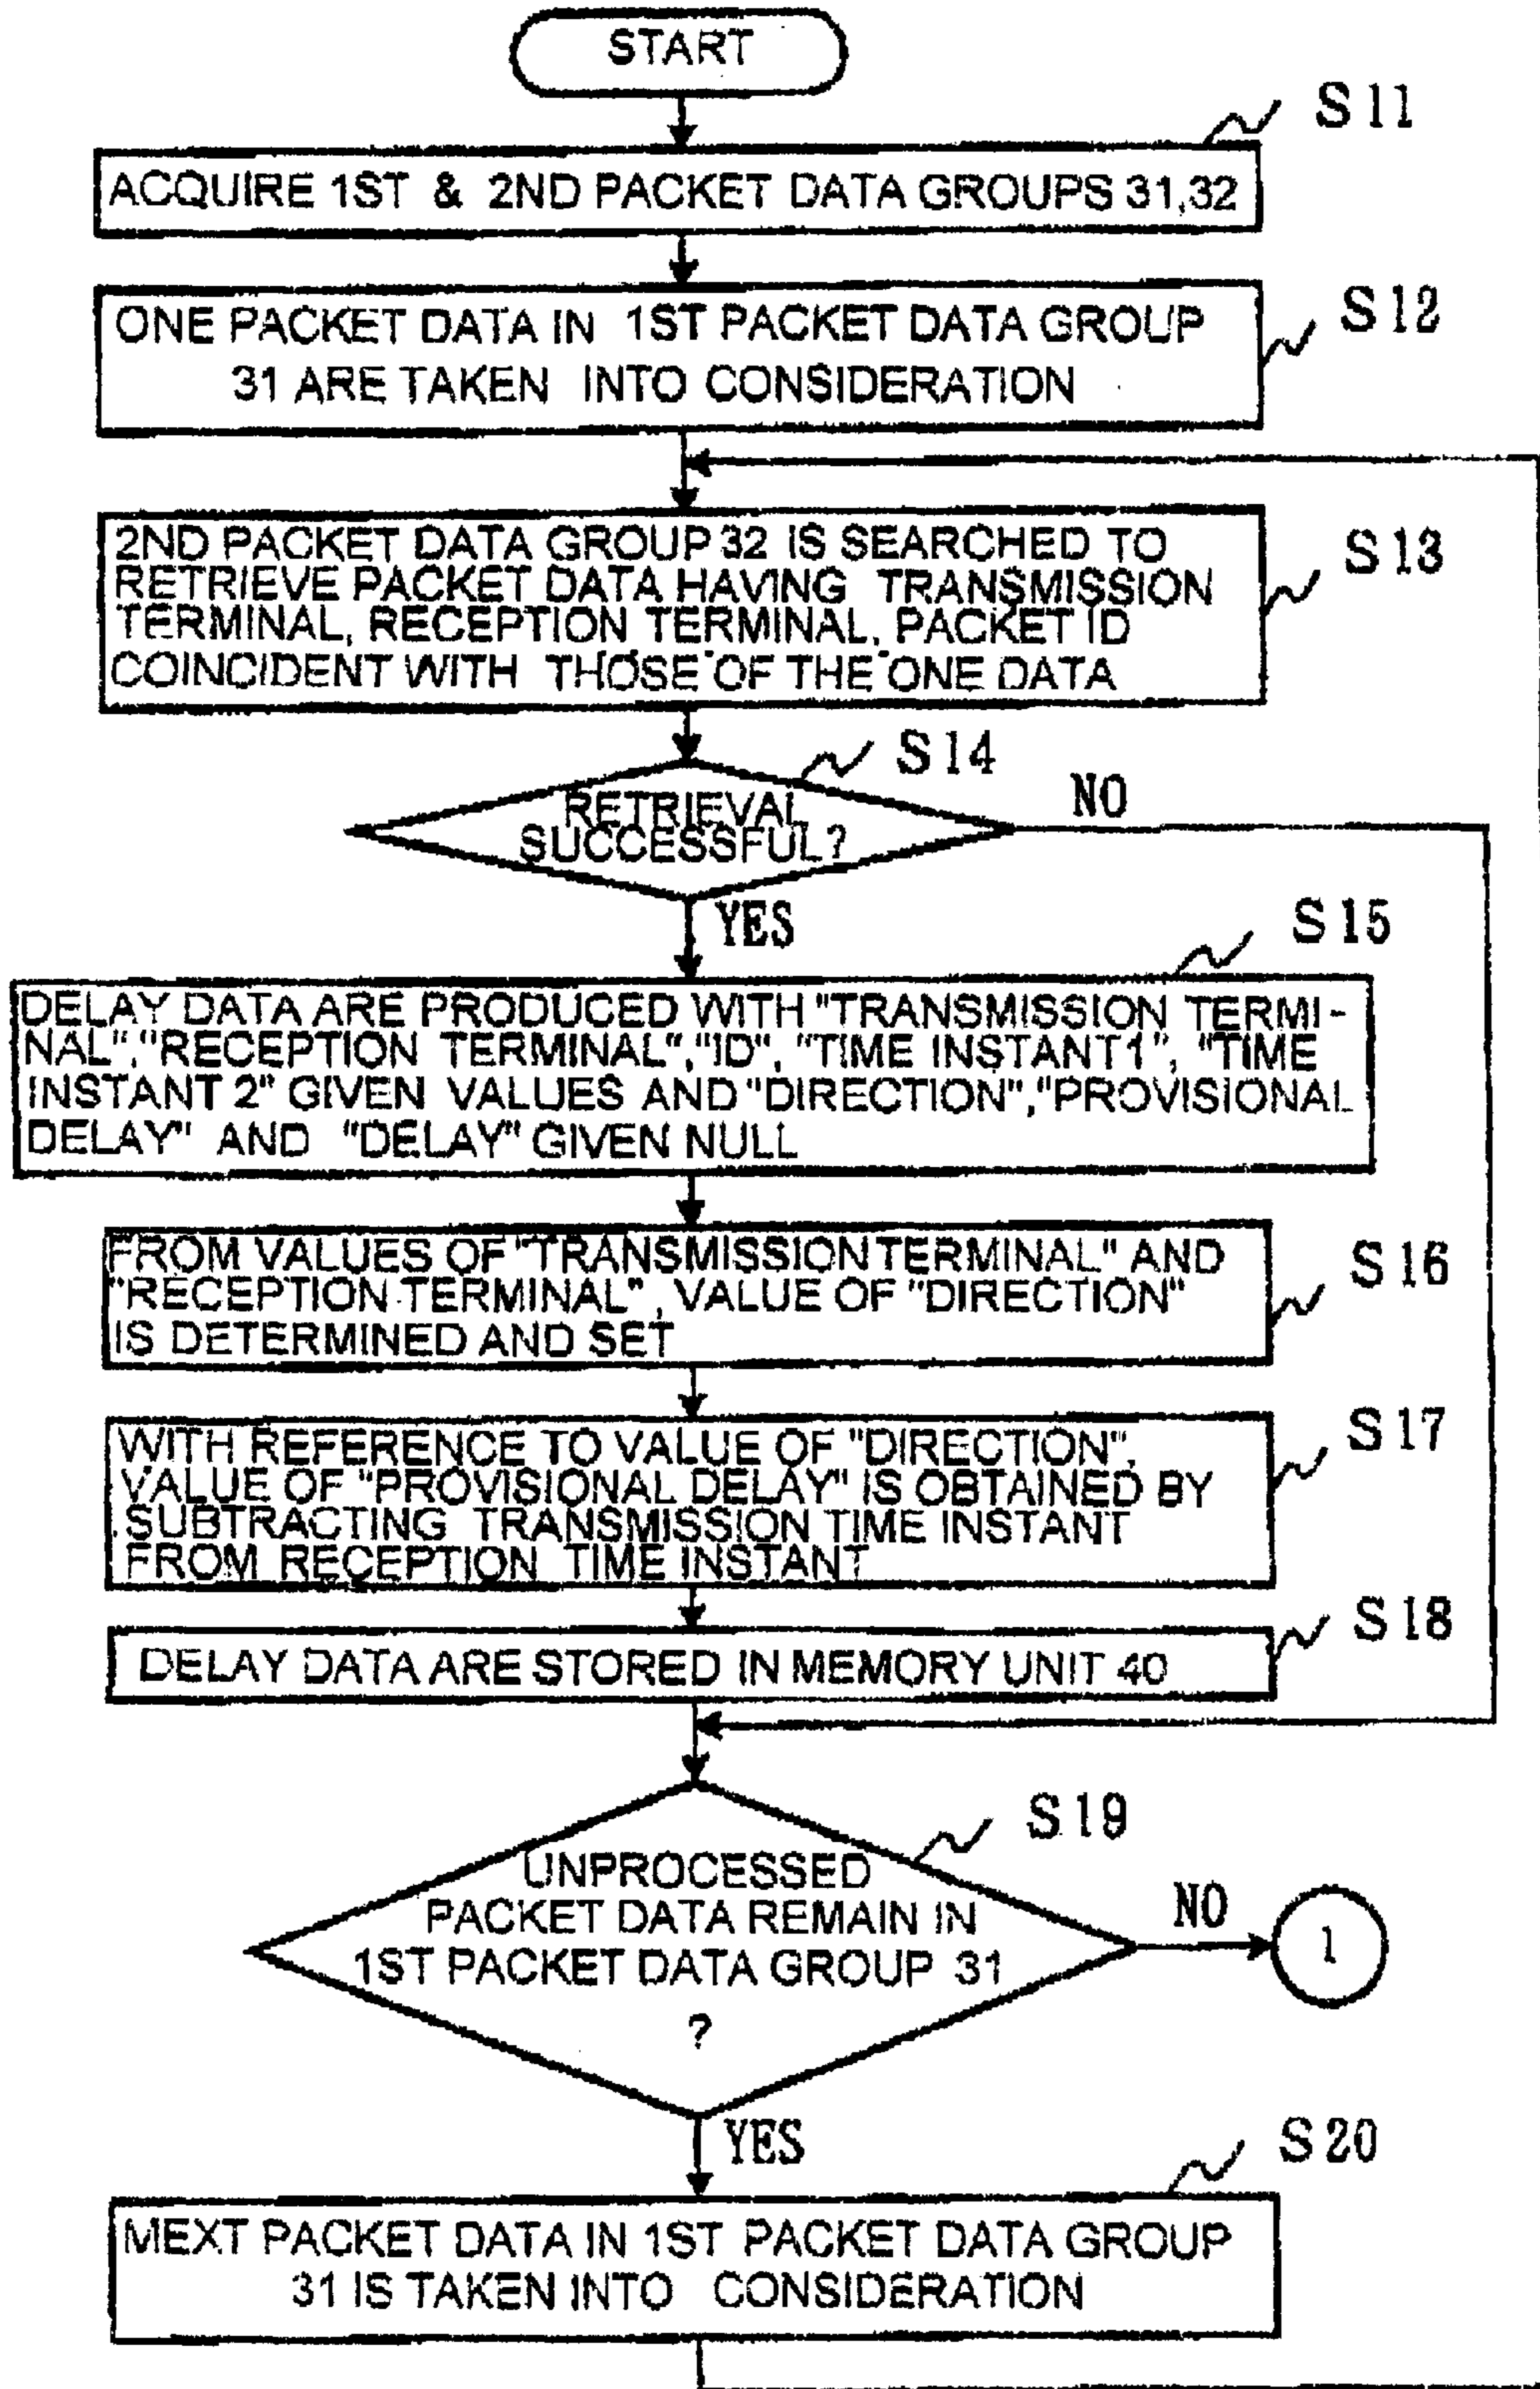 START
S11
ACQUIRE 1ST & 2ND PACKET DATA GROUPS 31,32
S12
ONE PACKET DATA IN 1ST PACKET DATA GROUP
31 ARE TAKEN INTO CONSIDERATION
S13
2ND PACKET DATA GROUP 32 IS SEARCHED TO
RETRIEVE PACKET DATA HAVING TRANSMISSION
TERMINAL, RECEPTION TERMINAL, PACKET ID
COINCIDENT WITH THOSE OF THE ONE DATA
S14
RETRIEVAL
SUCCESSFUL?
NO
YES
S15
DELAY DATA ARE PRODUCED WITH "TRANSMISSION TERMI-
NAL","RECEPTION TERMINAL","ID", "TIME INSTANT1", "TIME
INSTANT 2" GIVEN VALUES AND "DIRECTION","PROVISIONAL
DELAY" AND "DELAY" GIVEN NULL
S16
FROM VALUES OF "TRANSMISSION TERMINAL" AND
"RECEPTION TERMINAL", VALUE OF "DIRECTION"
IS DETERMINED AND SET
S17
WITH REFERENCE TO VALUE OF "DIRECTION",
VALUE OF "PROVISIONAL DELAY" IS OBTAINED BY
SUBTRACTING TRANSMISSION TIME INSTANT
FROM RECEPTION TIME INSTANT
S18
DELAY DATA ARE STORED IN MEMORY UNIT 40
S19
UNPROCESSED
PACKET DATA REMAIN IN
1ST PACKET DATA GROUP 31
?
NO
1
YES
S20
MEXT PACKET DATA IN 1ST PACKET DATA GROUP
31 IS TAKEN INTO CONSIDERATION